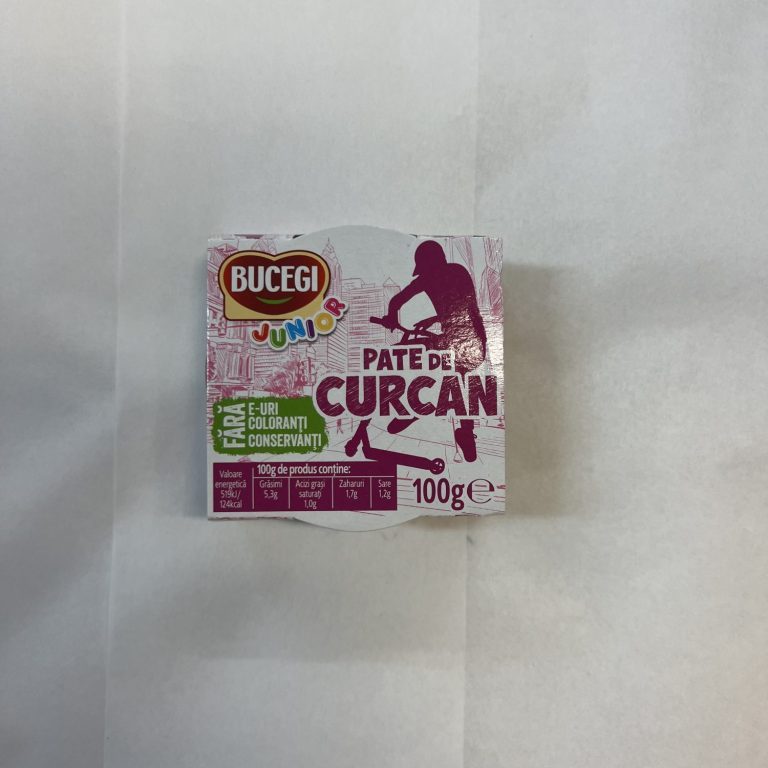 BUCEGI
JUNIOR
PATE DE
CURCAN
FĂRĂ
E-URI
COLORANȚI
CONSERVANȚI
Valoare
energetică
519kJ/
124kcal
100g de produs conține:
Grăsimi
5,3g
Acizi grași
saturați
1,0g
Zaharuri
1,7g
Sare
1,2g
100g e